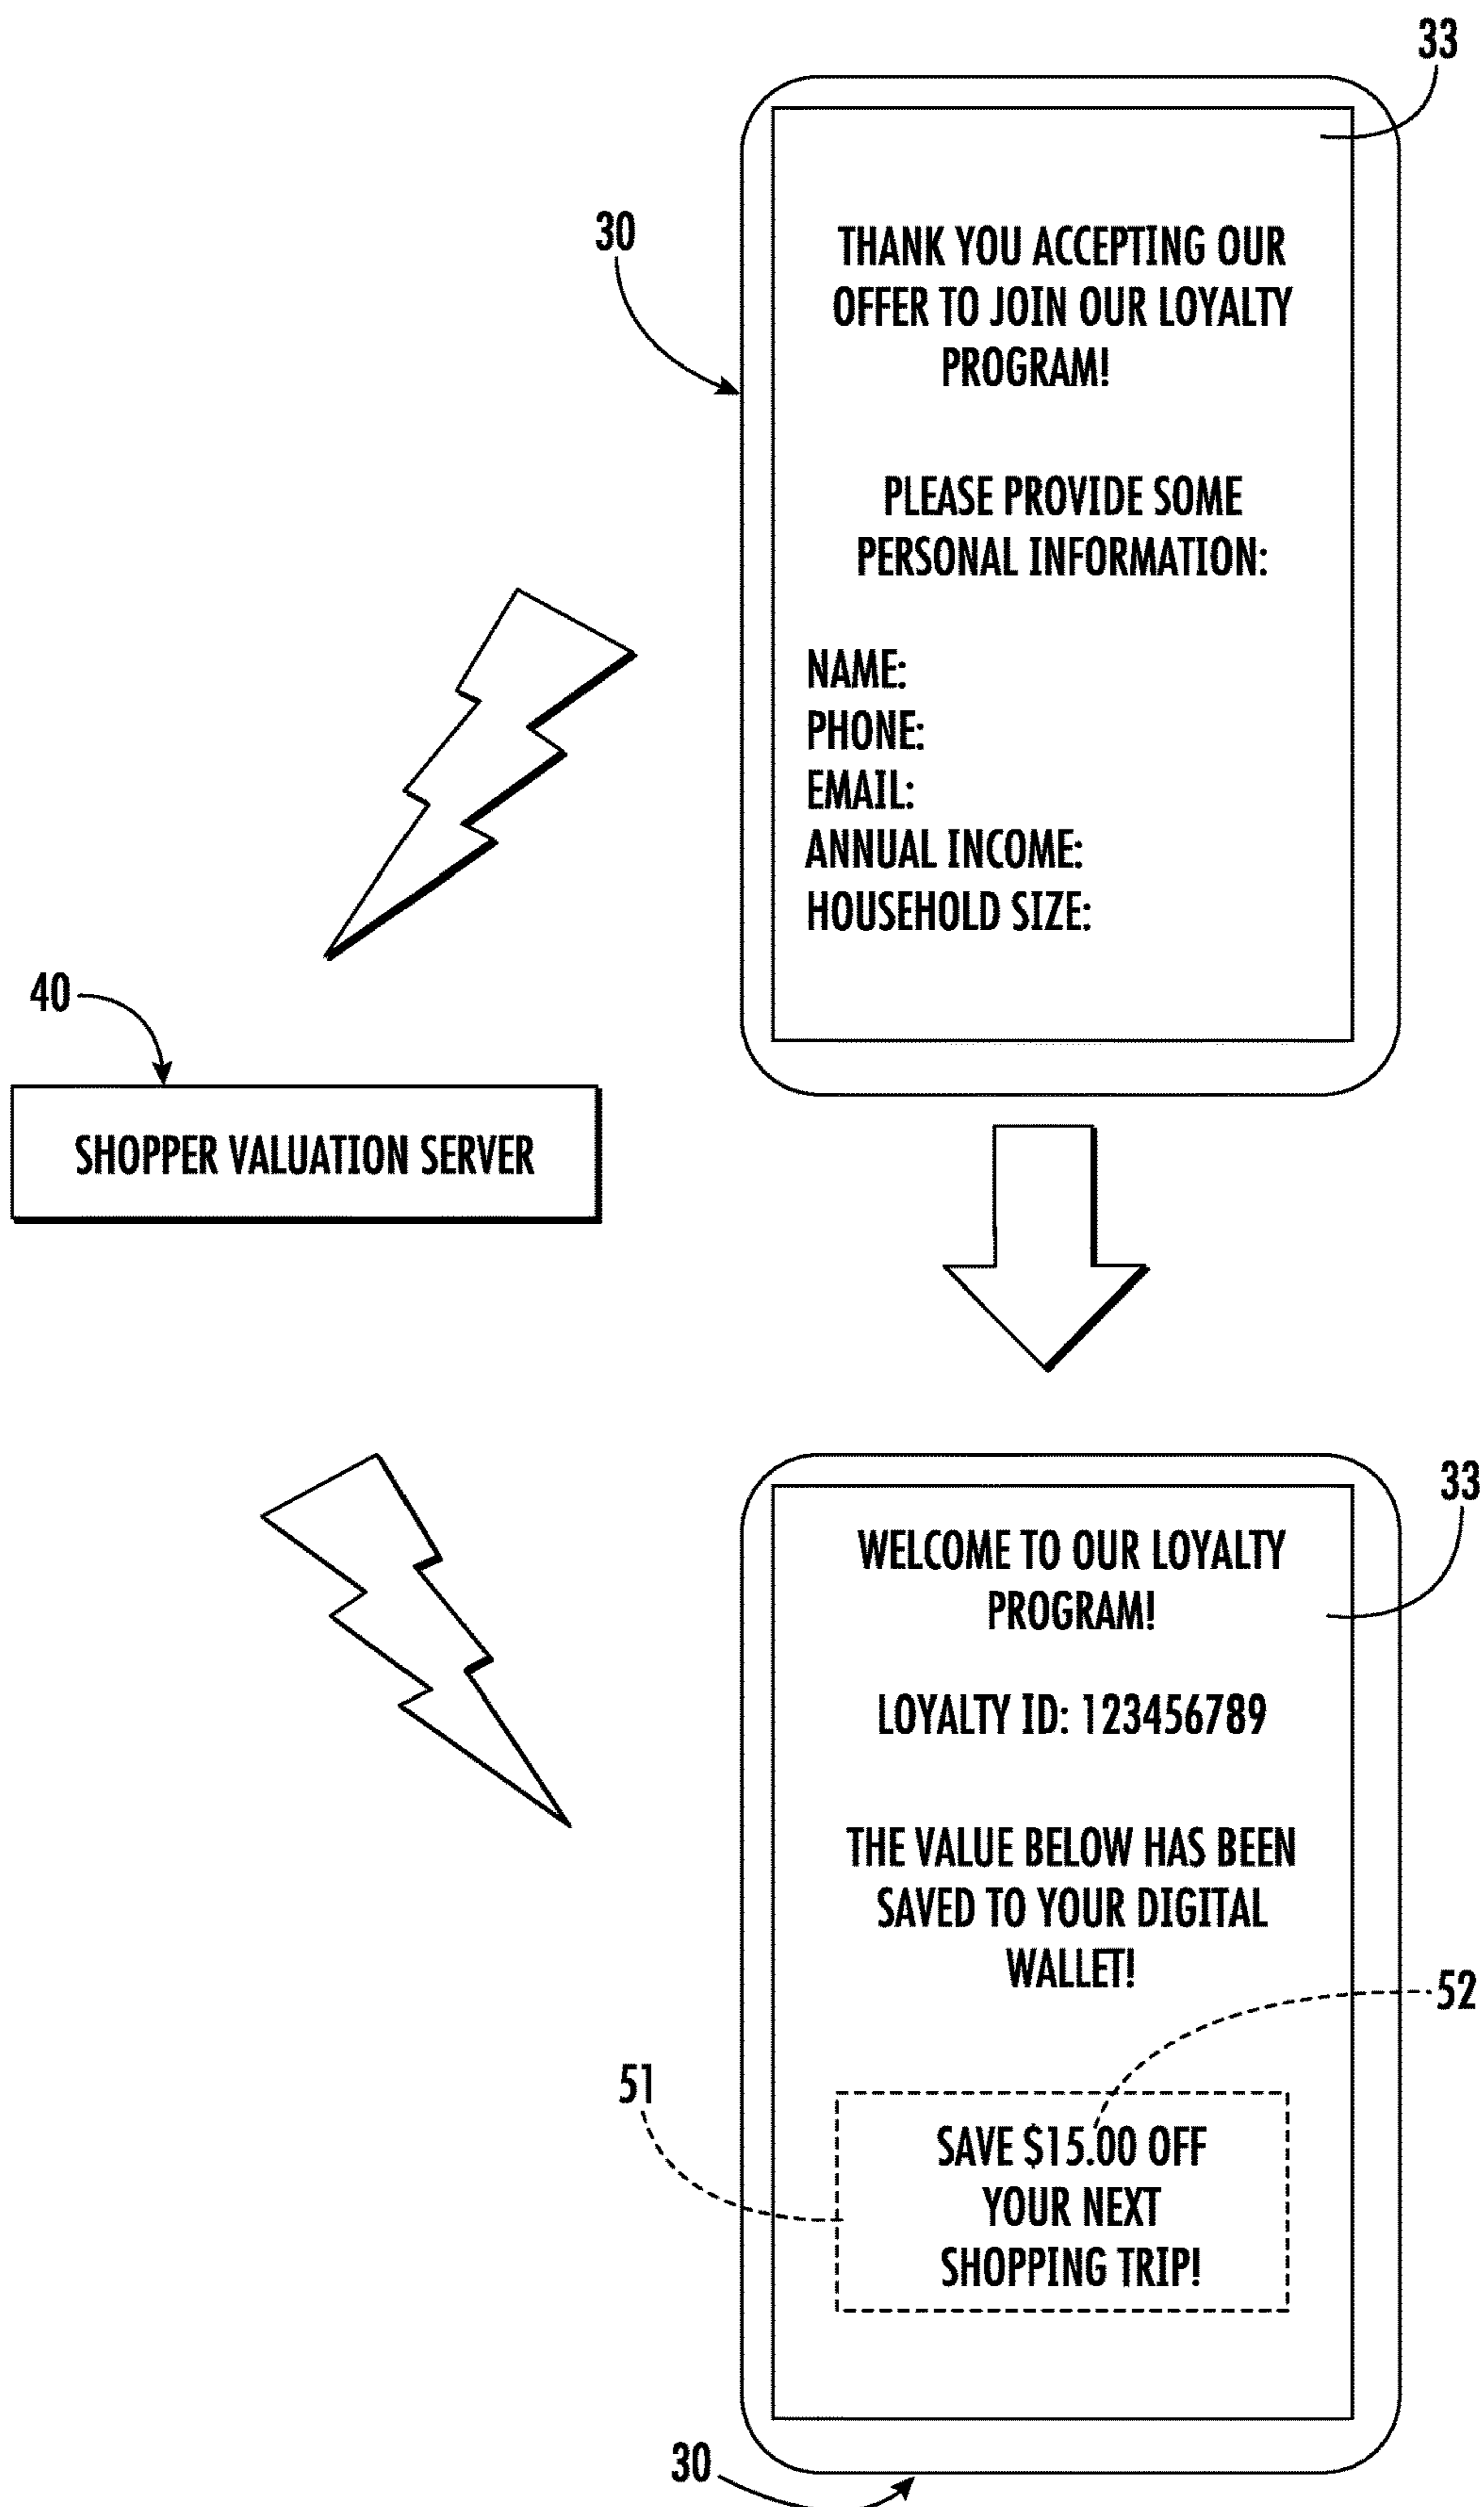 33
30
THANK YOU ACCEPTING OUR
OFFER TO JOIN OUR LOYALTY
PROGRAM!
PLEASE PROVIDE SOME
PERSONAL INFORMATION:
NAME:
PHONE:
EMAIL:
ANNUAL INCOME:
HOUSEHOLD SIZE:
40
SHOPPER VALUATION SERVER
33
WELCOME TO OUR LOYALTY
PROGRAM!
LOYALTY ID: 123456789
THE VALUE BELOW HAS BEEN
SAVED TO YOUR DIGITAL
WALLET!
52
51
SAVE $15.00 OFF
YOUR NEXT
SHOPPING TRIP!
30